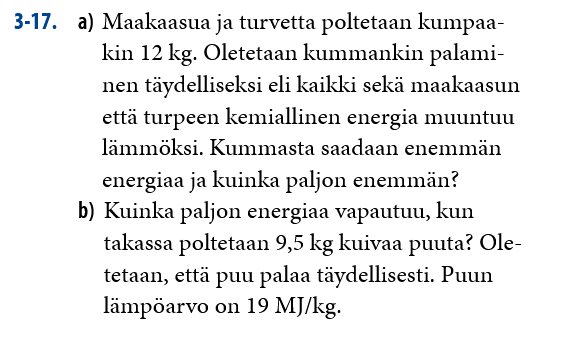 3-17. a) Maakaasua ja turvetta poltetaan kumpaa-
kin 12 kg. Oletetaan kummankin palami-
nen täydelliseksi eli kaikki sekä maakaasun
että turpeen kemiallinen energia muuntuu
lämmöksi. Kummasta saadaan enemmän
energiaa ja kuinka paljon enemmän?
b) Kuinka paljon energiaa vapautuu, kun
takassa poltetaan 9,5 kg kuivaa puuta? Ole-
tetaan, että puu palaa täydellisesti. Puun
lämpöarvo on 19 MJ/kg.